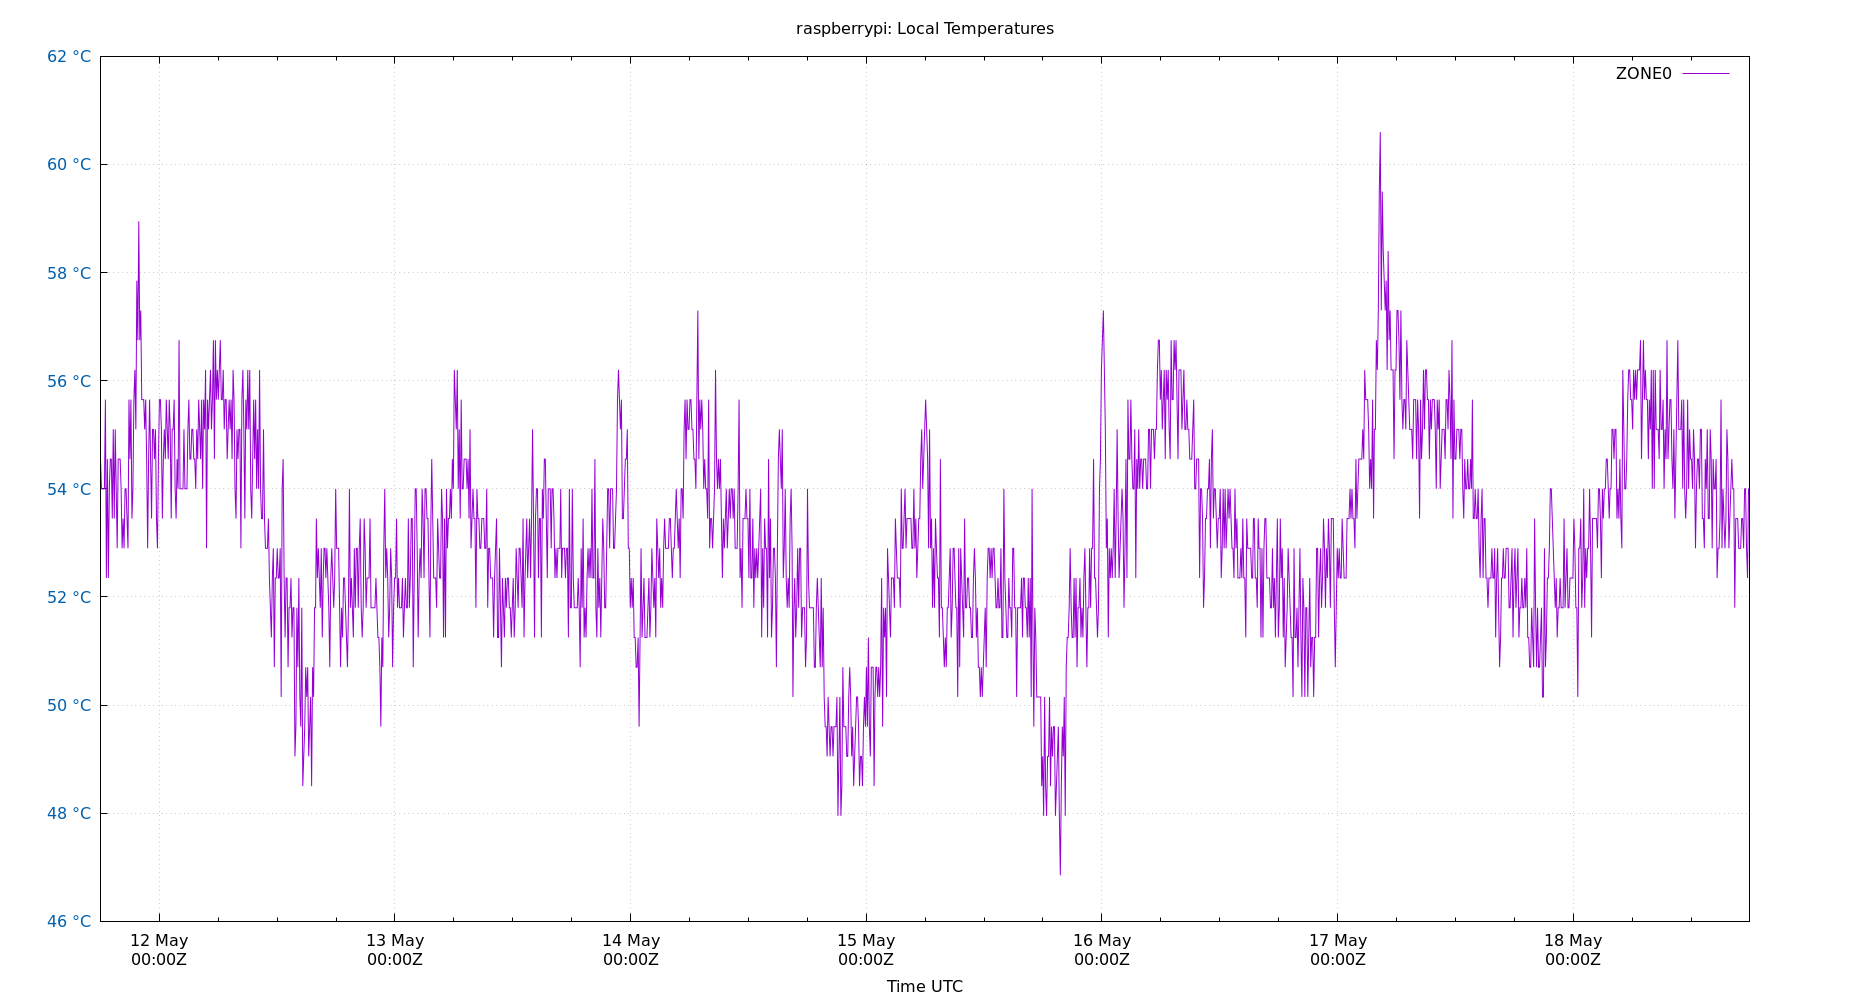 raspberrypi: Local Temperatures
62 °C
ZONE0
60 °C
58 °C
56 °C
54 °C
52 °C
50 °C
48 °C
46 °C
12 May 13 May 14 May 15 May 16 May 17 May 18 May
00:00Z 00:00Z 00:00Z 00:00Z 00:00Z 00:00Z 00:00Z
Time UTC